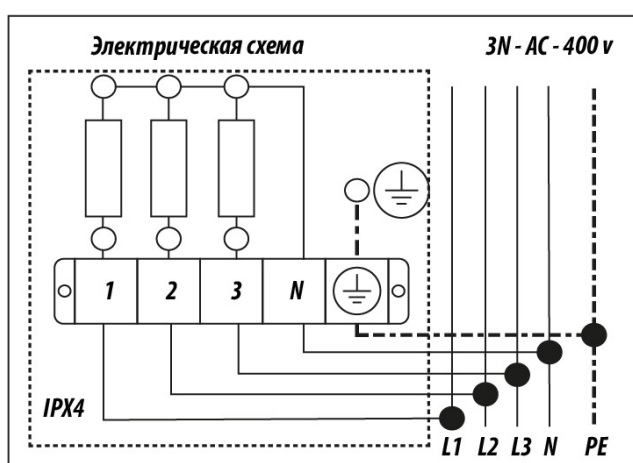 Электрическая схема
3N - AC - 400 v
1 2 3 N
IPX4
L1 L2 L3 N PE